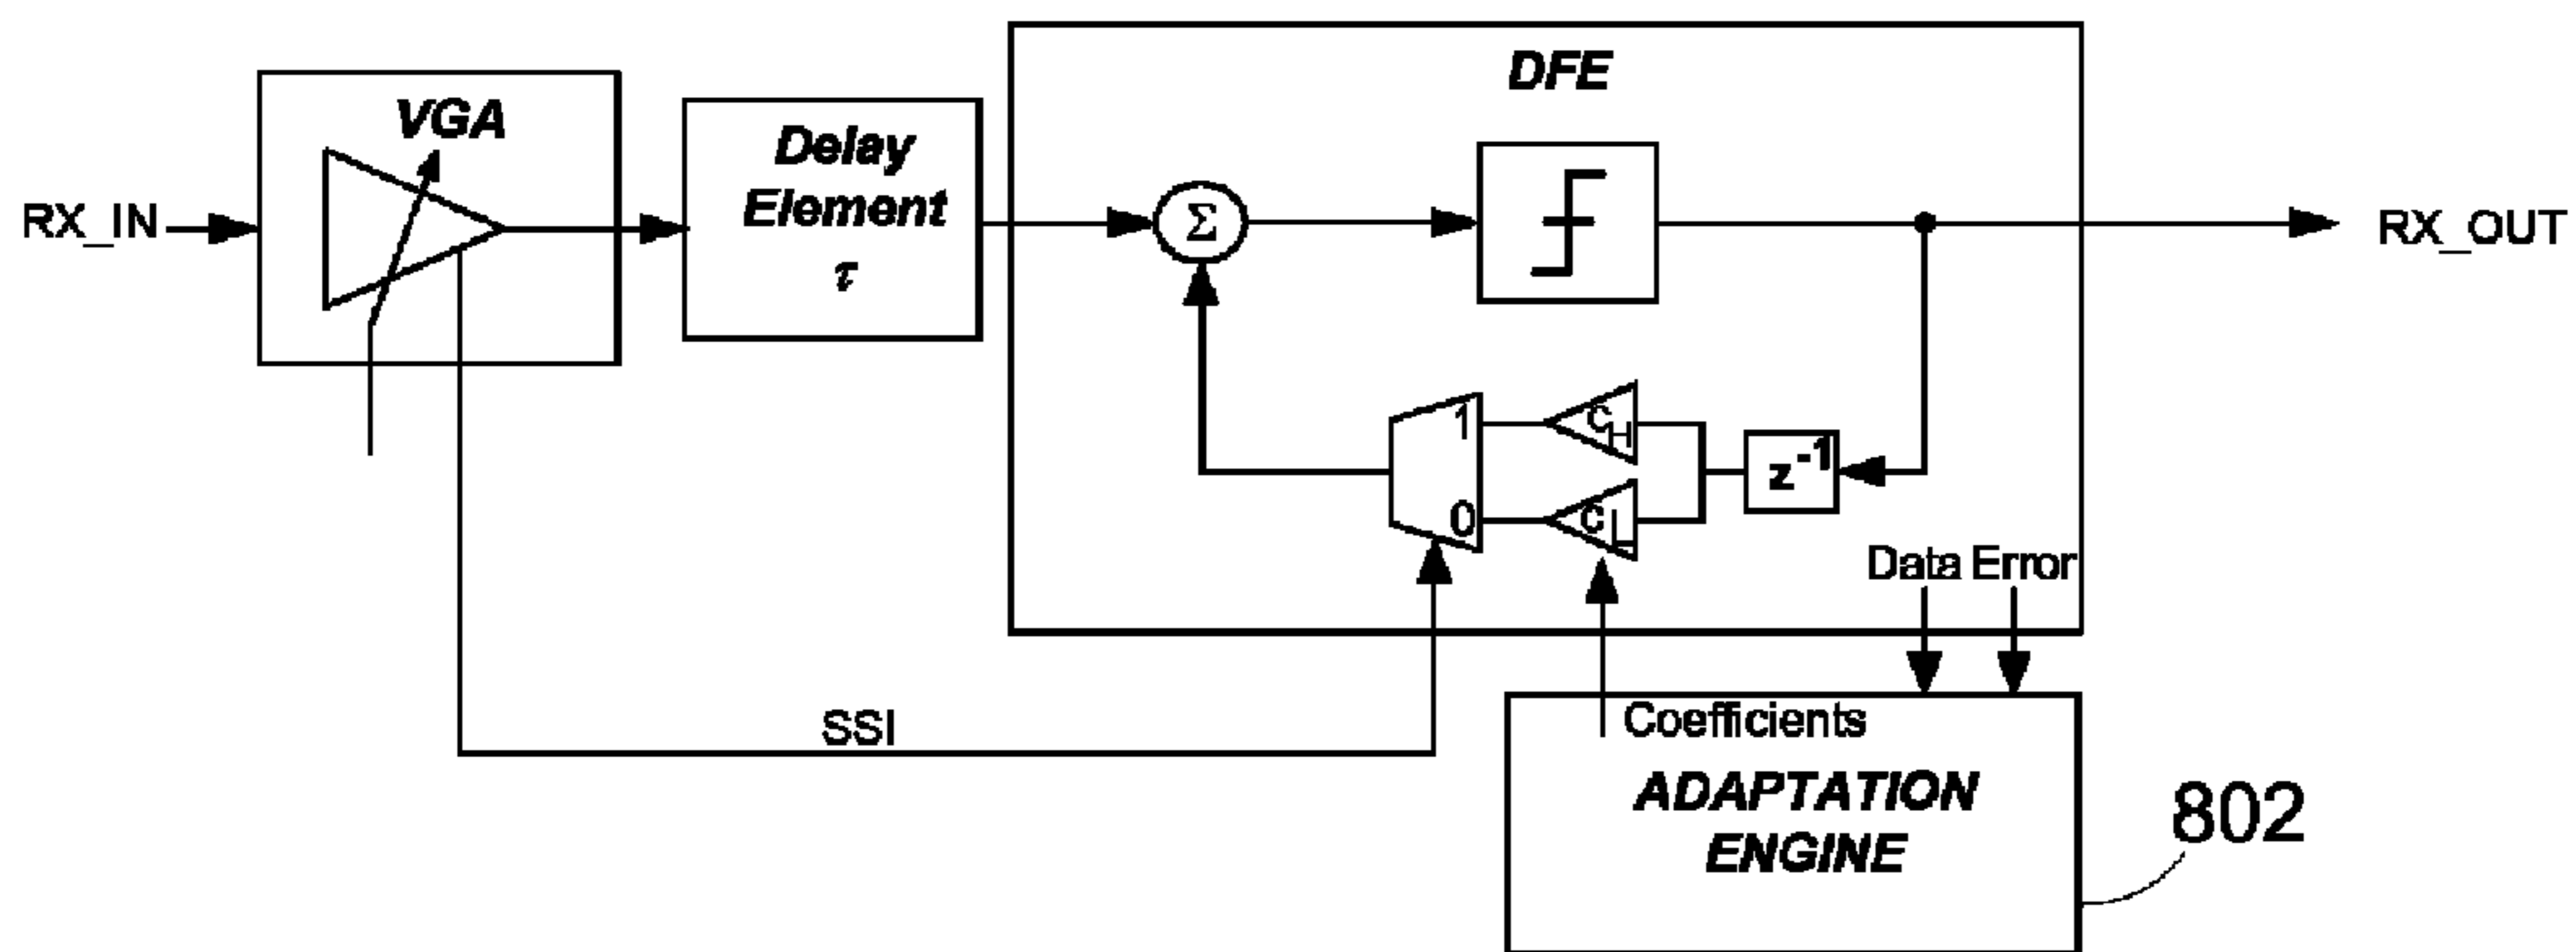 DFE
VGA
Delay
Element
τ
RX_IN
Σ
RX_OUT
1
cH
z-1
0
cL
Data Error
SSI
Coefficients
ADAPTATION
ENGINE
802